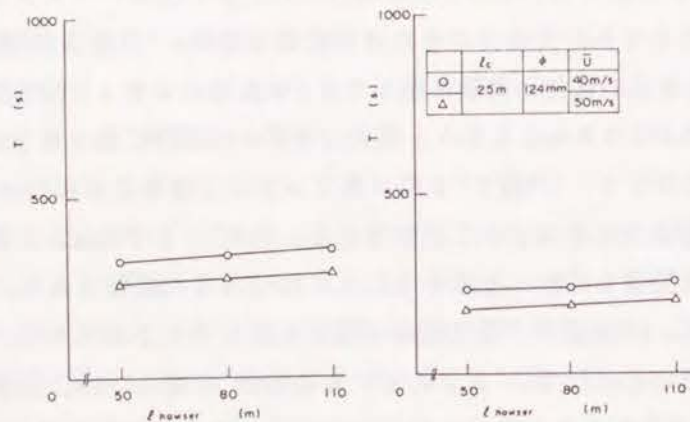 1000
T (s)
500
0
50 80 110
ℓ hawser (m)
1000
T (s)
500
0
50 80 110
ℓ hawser (m)
ℓc φ Ū
○ 25m 124mm 40m/s
△ 50m/s